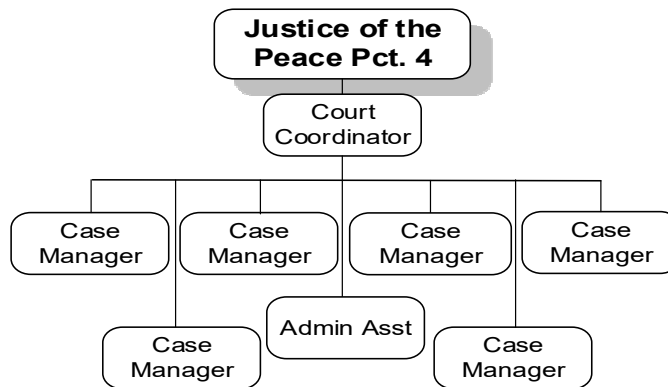 Justice of the
Peace Pct. 4
Court
Coordinator
Case
Manager
Case
Manager
Case
Manager
Case
Manager
Case
Manager
Admin Asst
Case
Manager